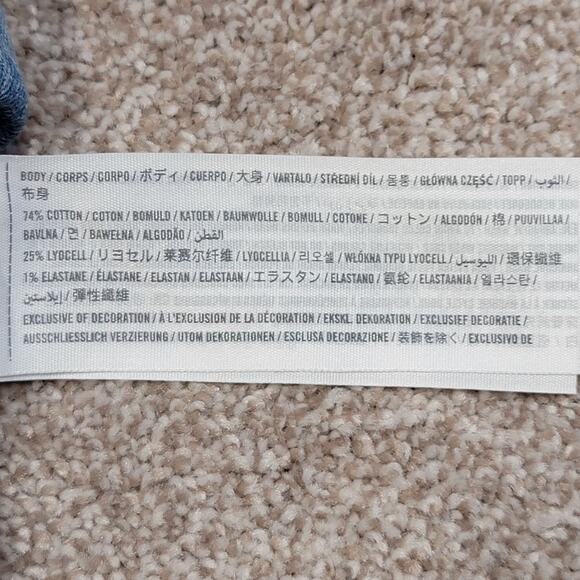 BODY / CORPS / CORPO / ボディ / CUERPO / 大身 / VARTALO / STŘEDNÍ DÍL / 몸통 / GŁÓWNA CZĘŚĆ / TOPP / الثوب /
布身
74% COTTON / COTON / BOMULD / KATOEN / BAUMWOLLE / BOMULL / COTONE / コットン / ALGODÓN / 棉 / PUUVILLAA /
BAVLNA / 면 / BAWEŁNA / ALGODÃO / القطن
25% LYOCELL / リヨセル / 莱赛尔纤维 / LYOCELLIA / 리오셀 / WŁÓKNA TYPU LYOCELL / الليوسيل / 環保纖維
1% ELASTANE / ÉLASTANE / ELASTAN / ELASTAAN / エラスタン / ELASTANO / 氨纶 / ELASTAANIA / 엘라스탄 /
إيلاستين / 彈性纖維
EXCLUSIVE OF DECORATION / À L'EXCLUSION DE LA DÉCORATION / EKSKL. DEKORATION / EXCLUSIEF DECORATIE /
AUSSCHLIESSLICH VERZIERUNG / UTOM DEKORATIONEN / ESCLUSA DECORAZIONE / 装飾を除く / EXCLUSIVO DE